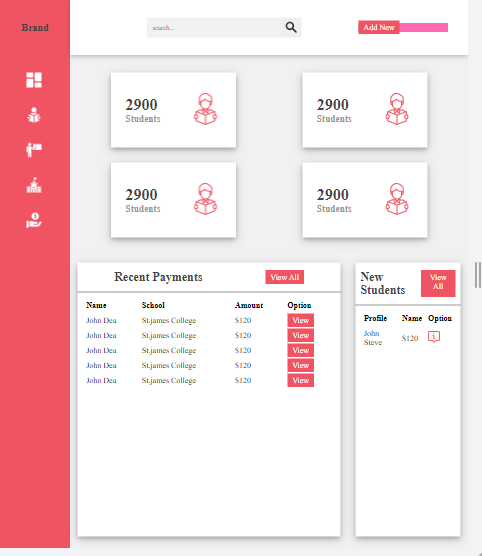 Brand
search...
Add New
2900
Students
2900
Students
2900
Students
2900
Students
Recent Payments
View All
Name School Amount Option
John Dea St.james College $120 View
John Dea St.james College $120 View
John Dea St.james College $120 View
John Dea St.james College $120 View
John Dea St.james College $120 View
New
Students
View
All
Profile Name Option
John
Steve
$120